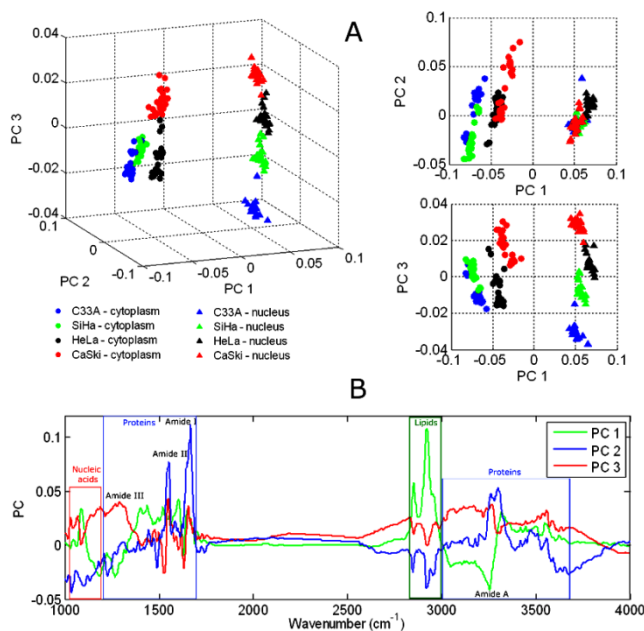 A
0.04
0.02
0
-0.02
-0.04
PC 3
0.1
0
-0.1
PC 2
-0.1
-0.05
0
0.05
0.1
PC 1
0.1
0.05
0
-0.05
PC 2
-0.1
-0.05
0
0.05
0.1
PC 1
0.04
0.02
0
-0.02
-0.04
PC 3
-0.1
-0.05
0
0.05
0.1
PC 1
C33A - cytoplasm
SiHa - cytoplasm
HeLa - cytoplasm
CaSki - cytoplasm
C33A - nucleus
SiHa - nucleus
HeLa - nucleus
CaSki - nucleus
B
0.1
0.05
0
-0.05
PC
Nucleic
acids
Proteins
Amide I
Amide II
Amide III
Lipids
Proteins
Amide A
PC 1
PC 2
PC 3
1000
1500
2000
2500
3000
3500
4000
Wavenumber (cm⁻¹)